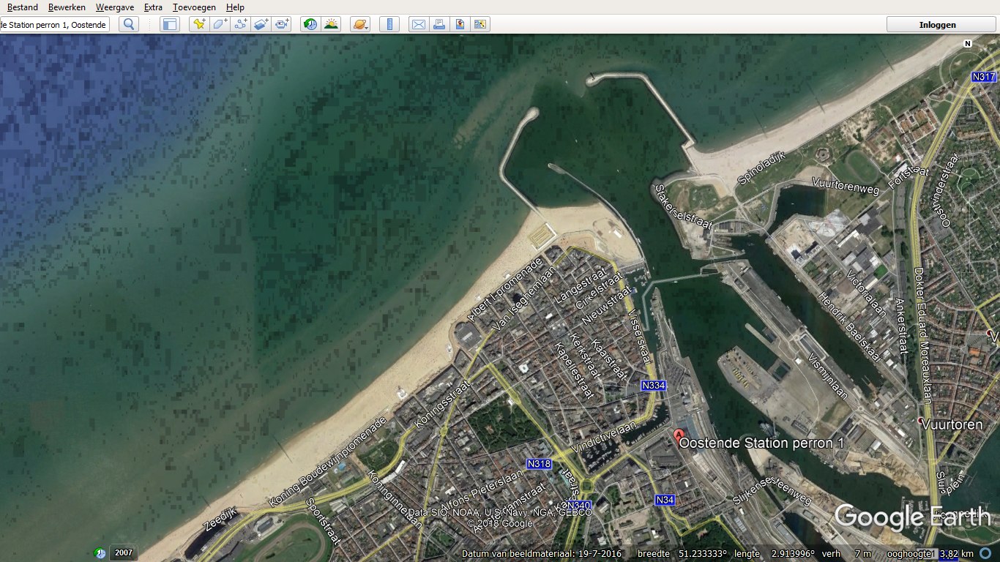 Bestand Bewerken Weergave Extra Toevoegen Help
de Station perron 1, Oostende
Inloggen
N
N317
Spinoladijk
Vuurtorenweg
Fortstraat
Stakerselstraat
Albert I-promenade
Van Iseghemlaan
Langestraat
Cirkelstraat
Nieuwstraat
Visserskaai
Victorialaan
Hendrik Baelskaai
Ankerstraat
Dokter Eduard Moreauxlaan
Kerkstraat
Kaaistraat
Kapellestraat
Vismijnlaan
N334
Koningsstraat
Vuurtoren
Vindictivelaan
A
Oostende Station perron 1
Koning Boudewijnpromenade
N318
Alfons Pieterslaan
Koninginnelaan
N34
N340
Slijkensesteenweg
Zeedijk
Sportstraat
Data SIO, NOAA, U.S. Navy, NGA, GEBCO
© 2018 Google
Google Earth
2007
Datum van beeldmateriaal: 19-7-2016 breedte 51.233333° lengte 2.913996° verh 7 m ooghoogte 3.82 km